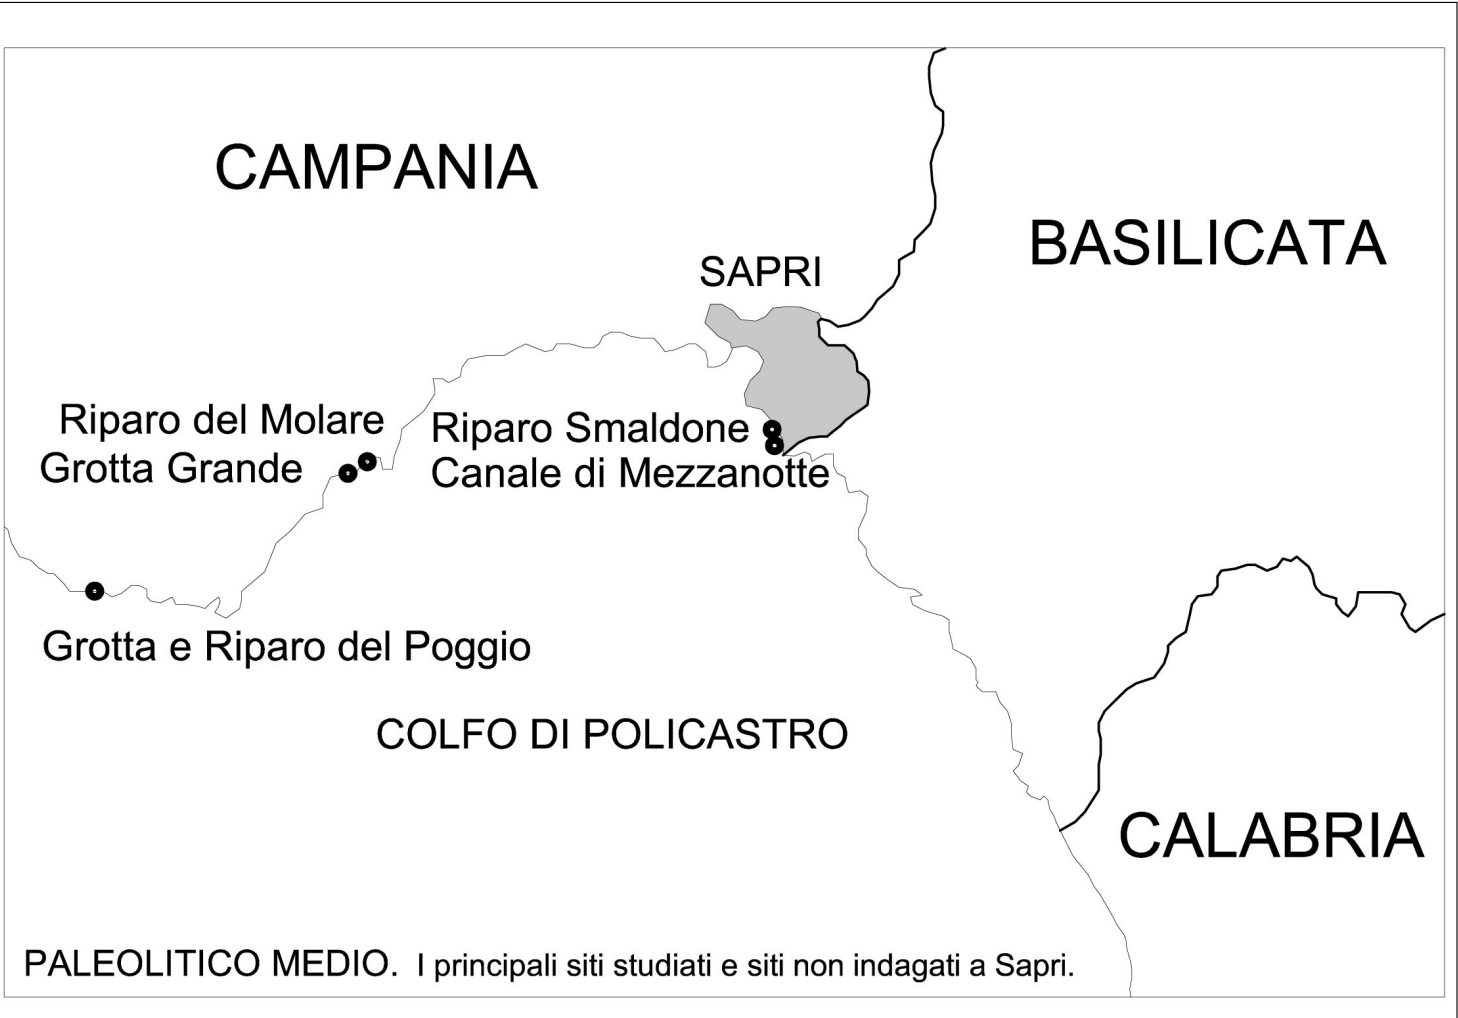 CAMPANIA
BASILICATA
SAPRI
Riparo del Molare
Grotta Grande
Riparo Smaldone
Canale di Mezzanotte
Grotta e Riparo del Poggio
COLFO DI POLICASTRO
CALABRIA
PALEOLITICO MEDIO. I principali siti studiati e siti non indagati a Sapri.